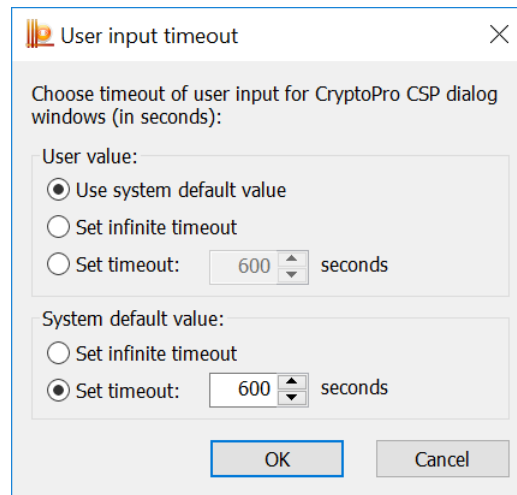 User input timeout
Choose timeout of user input for CryptoPro CSP dialog
windows (in seconds):
User value:
Use system default value
Set infinite timeout
Set timeout: 600 seconds
System default value:
Set infinite timeout
Set timeout: 600 seconds
OK Cancel